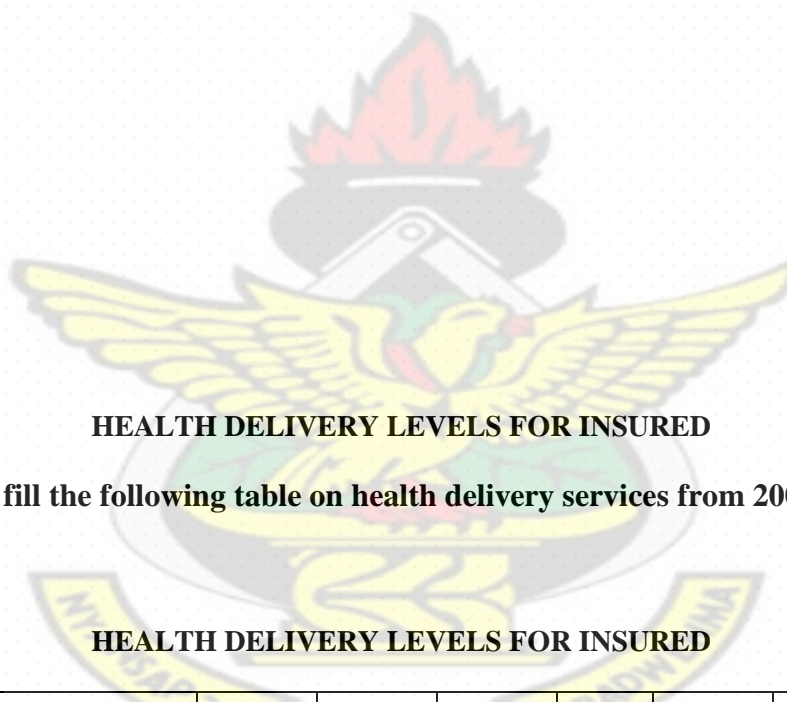 HEALTH DELIVERY LEVELS FOR INSURED
fill the following table on health delivery services from 200
HEALTH DELIVERY LEVELS FOR INSURED